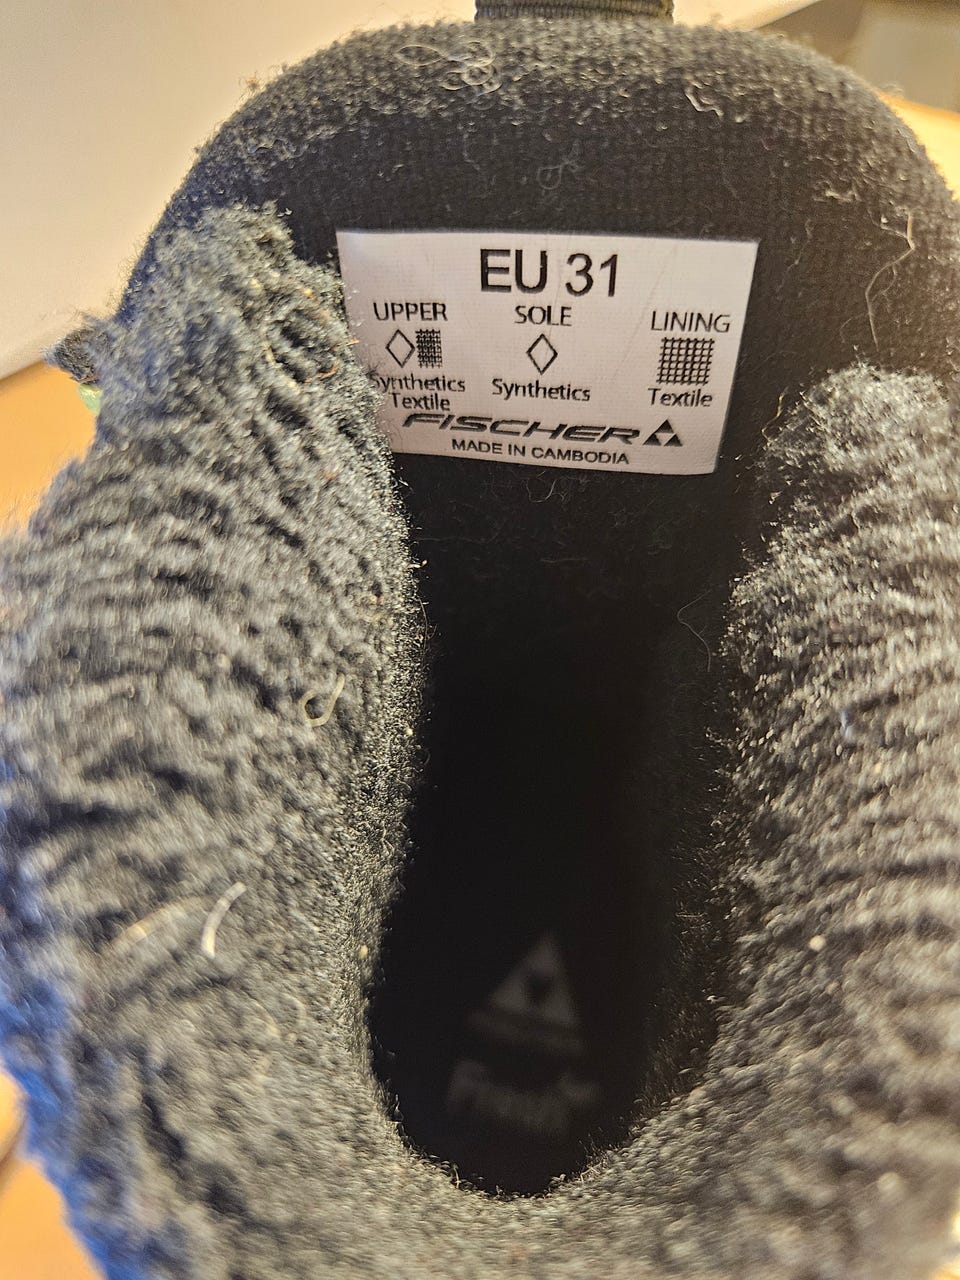 EU 31
UPPER SOLE LINING
Synthetics Synthetics Textile
Textile
FISCHER
MADE IN CAMBODIA